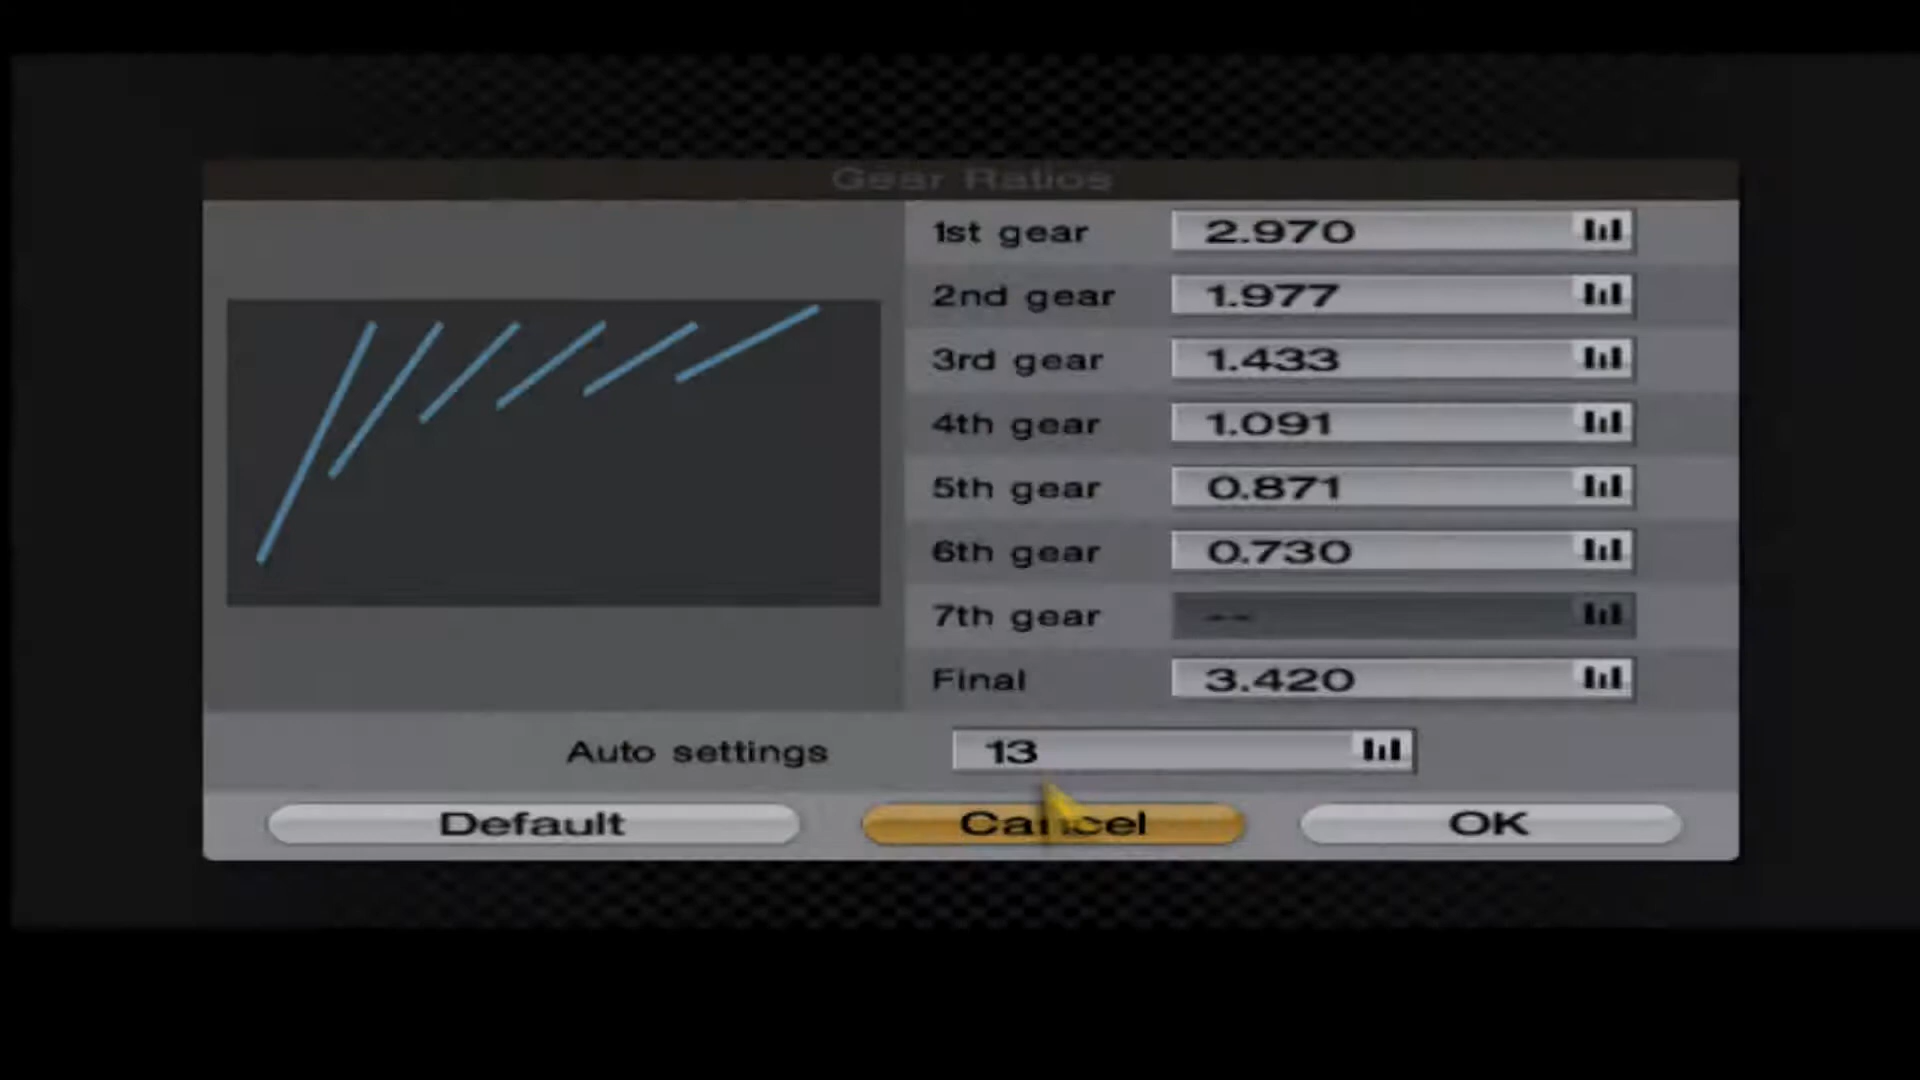 Gear Ratios
1st gear 2.970
2nd gear 1.977
3rd gear 1.433
4th gear 1.091
5th gear 0.871
6th gear 0.730
7th gear --
Final 3.420
Auto settings 13
Default Cancel OK